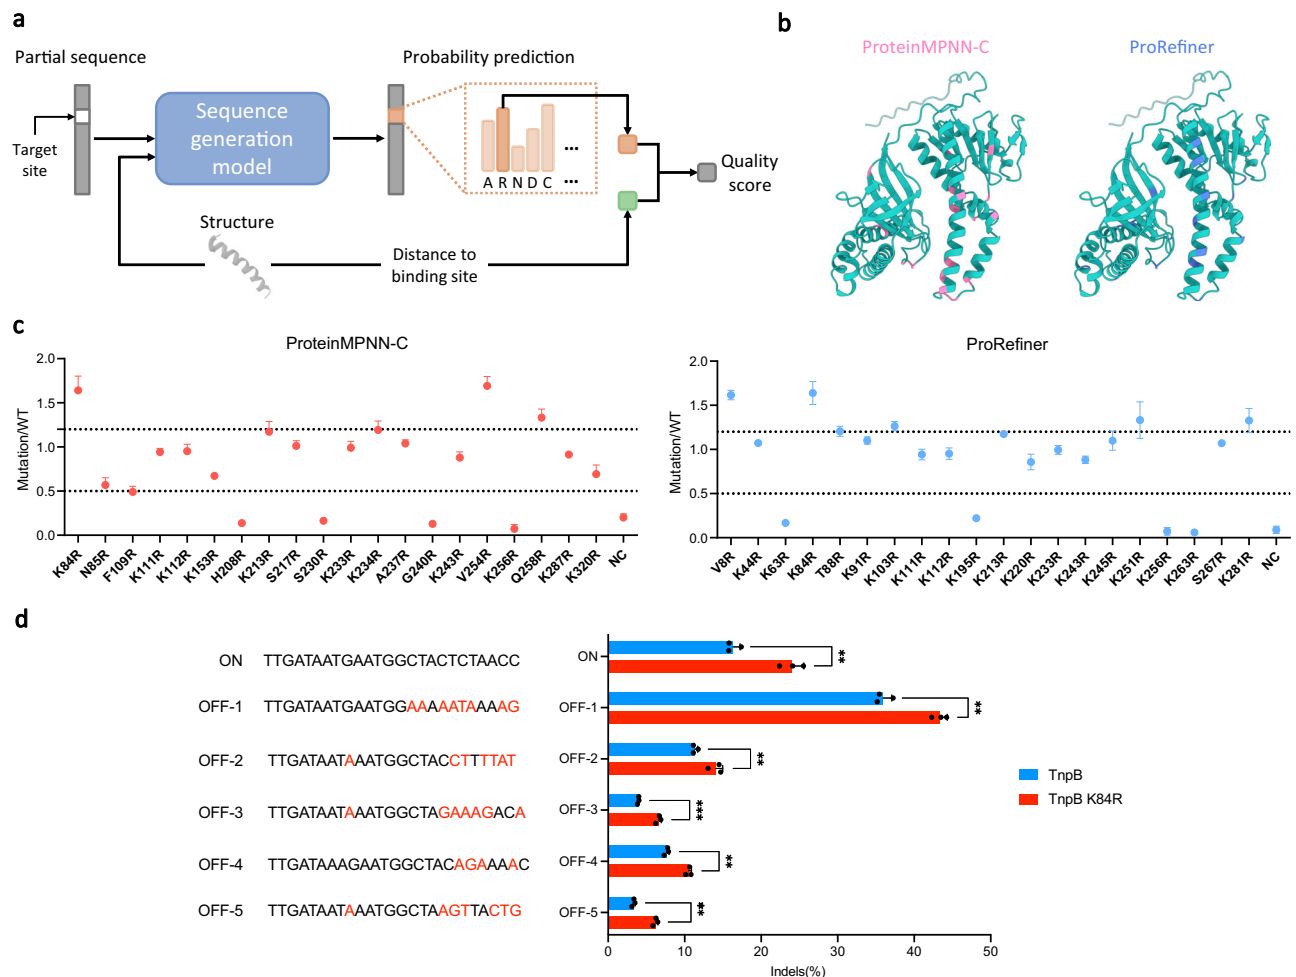 a
Partial sequence
Target
site
Sequence
generation
model
Structure
Probability prediction
A R N D C ...
...
Distance to
binding site
Quality
score
b
ProteinMPNN-C
ProRefiner
c
ProteinMPNN-C
Mutation/WT
2.0
1.5
1.0
0.5
0.0
K84R
N85R
F109R
K111R
K112R
K153R
H208R
K213R
S217R
S230R
K233R
K234R
A237R
G240R
K243R
V254R
K256R
Q258R
K287R
K320R
NC
ProRefiner
Mutation/WT
2.0
1.5
1.0
0.5
0.0
V8R
K44R
K63R
K84R
T88R
K91R
K103R
K111R
K112R
K195R
K213R
K220R
K233R
K243R
K245R
K251R
K256R
K263R
S267R
K281R
NC
d
ON TTGATAATGAATGGCTACTCTAACC
OFF-1 TTGATAATGAATGGAAAAATAAAAG
OFF-2 TTGATAATAAATGGCTACCTTTTAT
OFF-3 TTGATAATAAATGGCTAGAAAGACA
OFF-4 TTGATAAAGAATGGCTACAGAAAAC
OFF-5 TTGATAATAAATGGCTAAGTTACTG
ON
**
OFF-1
**
OFF-2
**
OFF-3
***
OFF-4
**
OFF-5
**
0 10 20 30 40 50
Indels(%)
TnpB
TnpB K84R